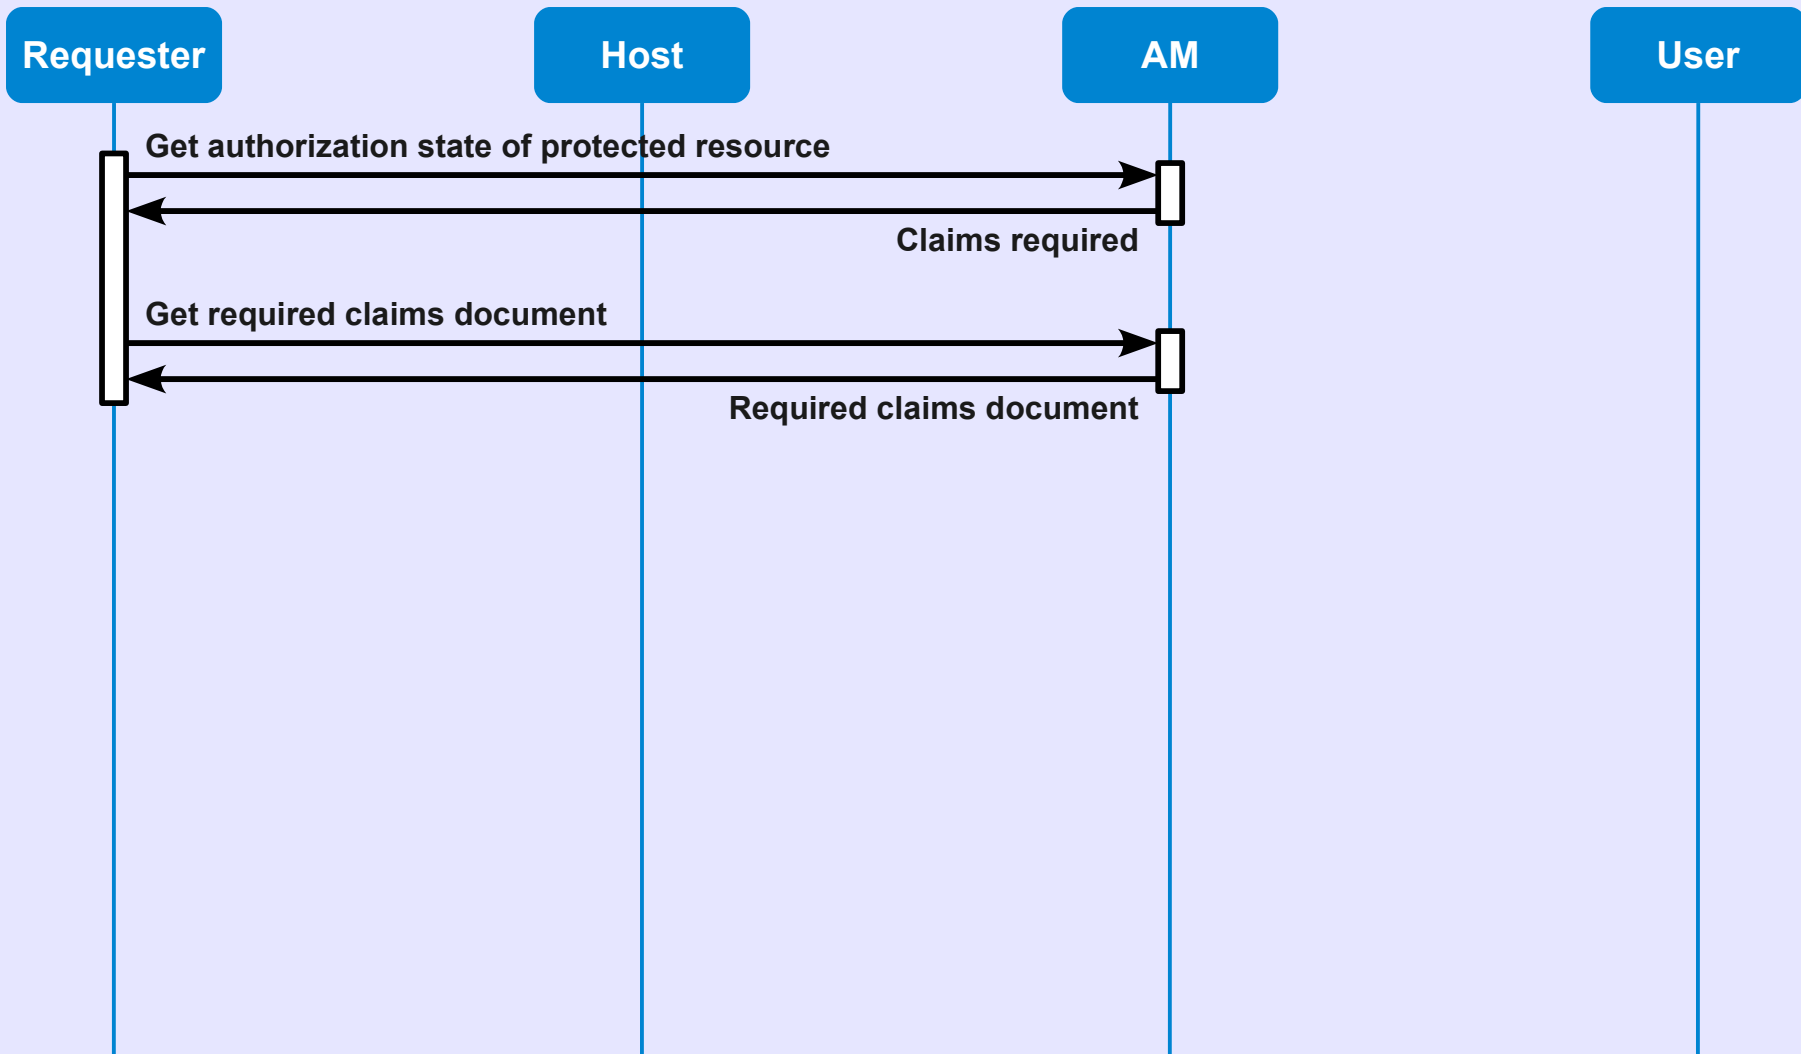 Requester
Host
AM
User
Get authorization state of protected resource
Claims required
Get required claims document
Required claims document